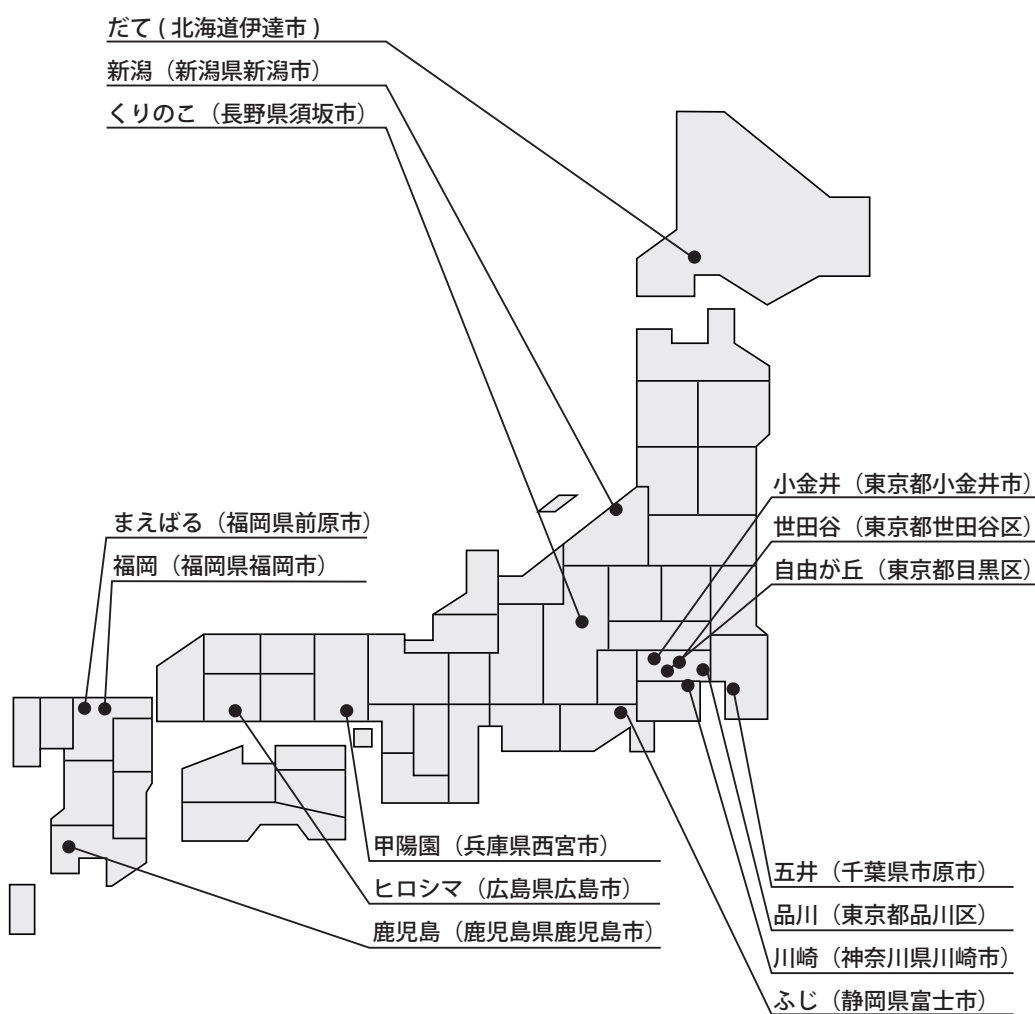 だて ( 北海道伊達市 )
新潟（新潟県新潟市）
くりのこ（長野県須坂市）
小金井（東京都小金井市）
世田谷（東京都世田谷区）
自由が丘（東京都目黒区）
まえばる（福岡県前原市）
福岡（福岡県福岡市）
甲陽園（兵庫県西宮市）
ヒロシマ（広島県広島市）
鹿児島（鹿児島県鹿児島市）
五井（千葉県市原市）
品川（東京都品川区）
川崎（神奈川県川崎市）
ふじ（静岡県富士市）